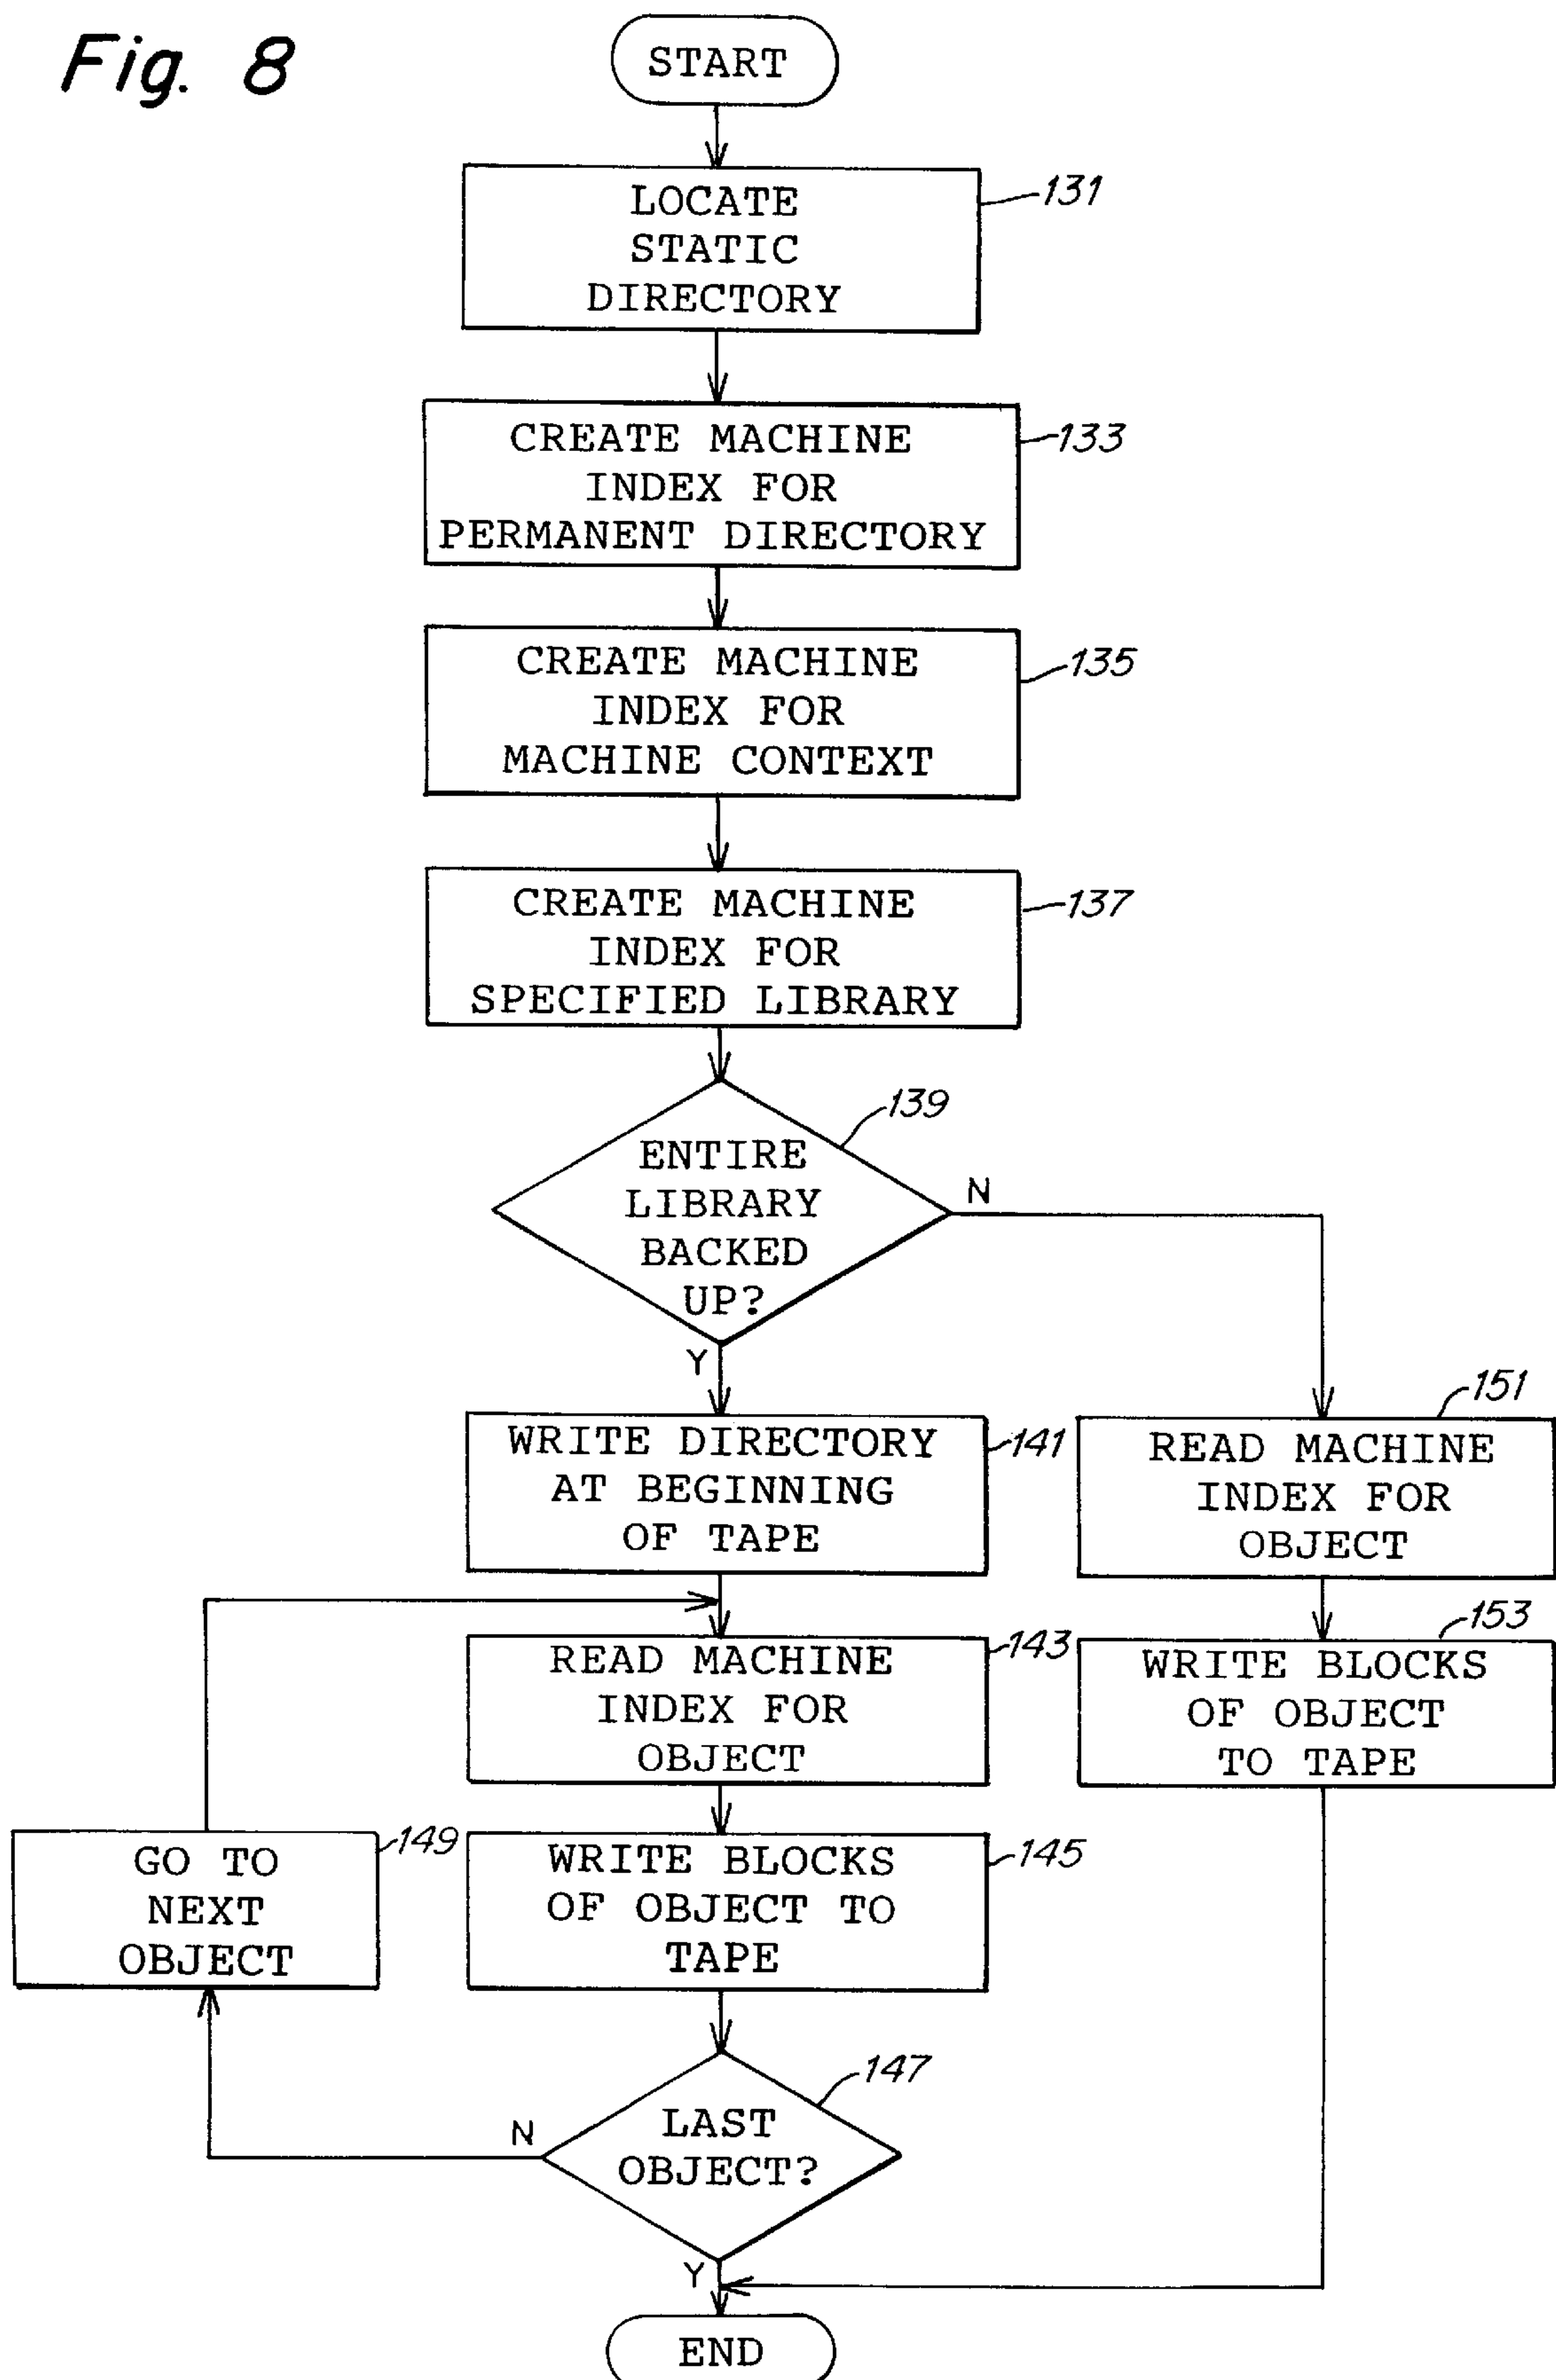 Fig. 8
START
LOCATE
STATIC
DIRECTORY
131
CREATE MACHINE
INDEX FOR
PERMANENT DIRECTORY
133
CREATE MACHINE
INDEX FOR
MACHINE CONTEXT
135
CREATE MACHINE
INDEX FOR
SPECIFIED LIBRARY
137
ENTIRE
LIBRARY
BACKED
UP?
139
N
Y
WRITE DIRECTORY
AT BEGINNING
OF TAPE
141
READ MACHINE
INDEX FOR
OBJECT
151
READ MACHINE
INDEX FOR
OBJECT
143
WRITE BLOCKS
OF OBJECT
TO TAPE
153
GO TO
NEXT
OBJECT
149
WRITE BLOCKS
OF OBJECT TO
TAPE
145
LAST
OBJECT?
147
N
Y
END